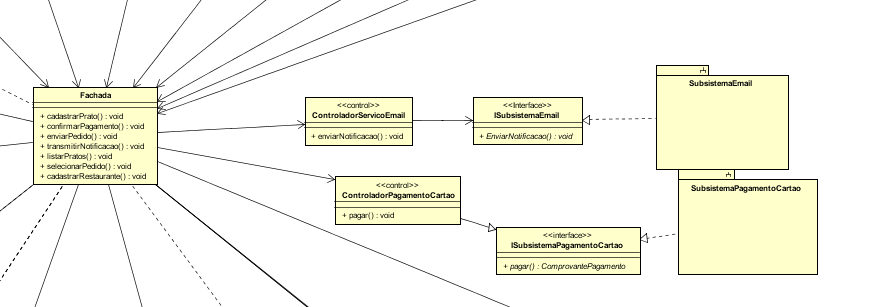 Fachada
+ cadastrarPrato() : void
+ confirmarPagamento() : void
+ enviarPedido() : void
+ transmitirNotificacao() : void
+ listarPratos() : void
+ selecionarPedido() : void
+ cadastrarRestaurante() : void
<<control>>
ControladorServicoEmail
+ enviarNotificacao() : void
<<Interface>>
ISubsistemaEmail
+ EnviarNotificacao() : void
SubsistemaEmail
<<control>>
ControladorPagamentoCartao
+ pagar() : void
<<interface>>
ISubsistemaPagamentoCartao
+ pagar() : ComprovantePagamento
SubsistemaPagamentoCartao